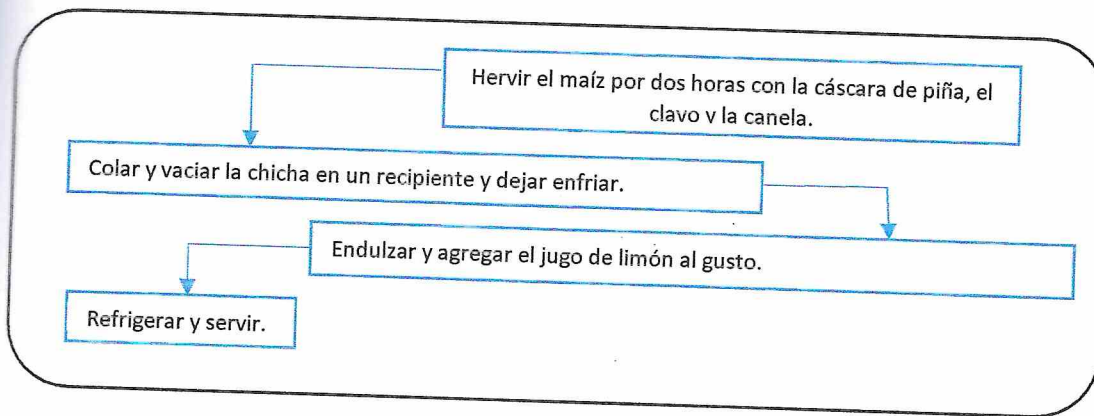 Hervir el maíz por dos horas con la cáscara de piña, el
clavo y la canela.
Colar y vaciar la chicha en un recipiente y dejar enfriar.
Endulzar y agregar el jugo de limón al gusto.
Refrigerar y servir.